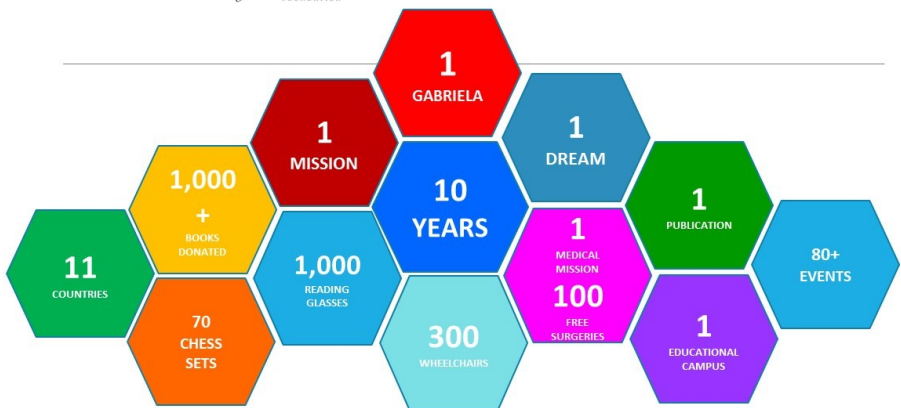 1
GABRIELA
1
MISSION
1
DREAM
1,000
+
BOOKS
DONATED
10
YEARS
1
PUBLICATION
11
COUNTRIES
1,000
READING
GLASSES
1
MEDICAL
MISSION
100
FREE
SURGERIES
80+
EVENTS
70
CHESS
SETS
300
WHEELCHAIRS
1
EDUCATIONAL
CAMPUS